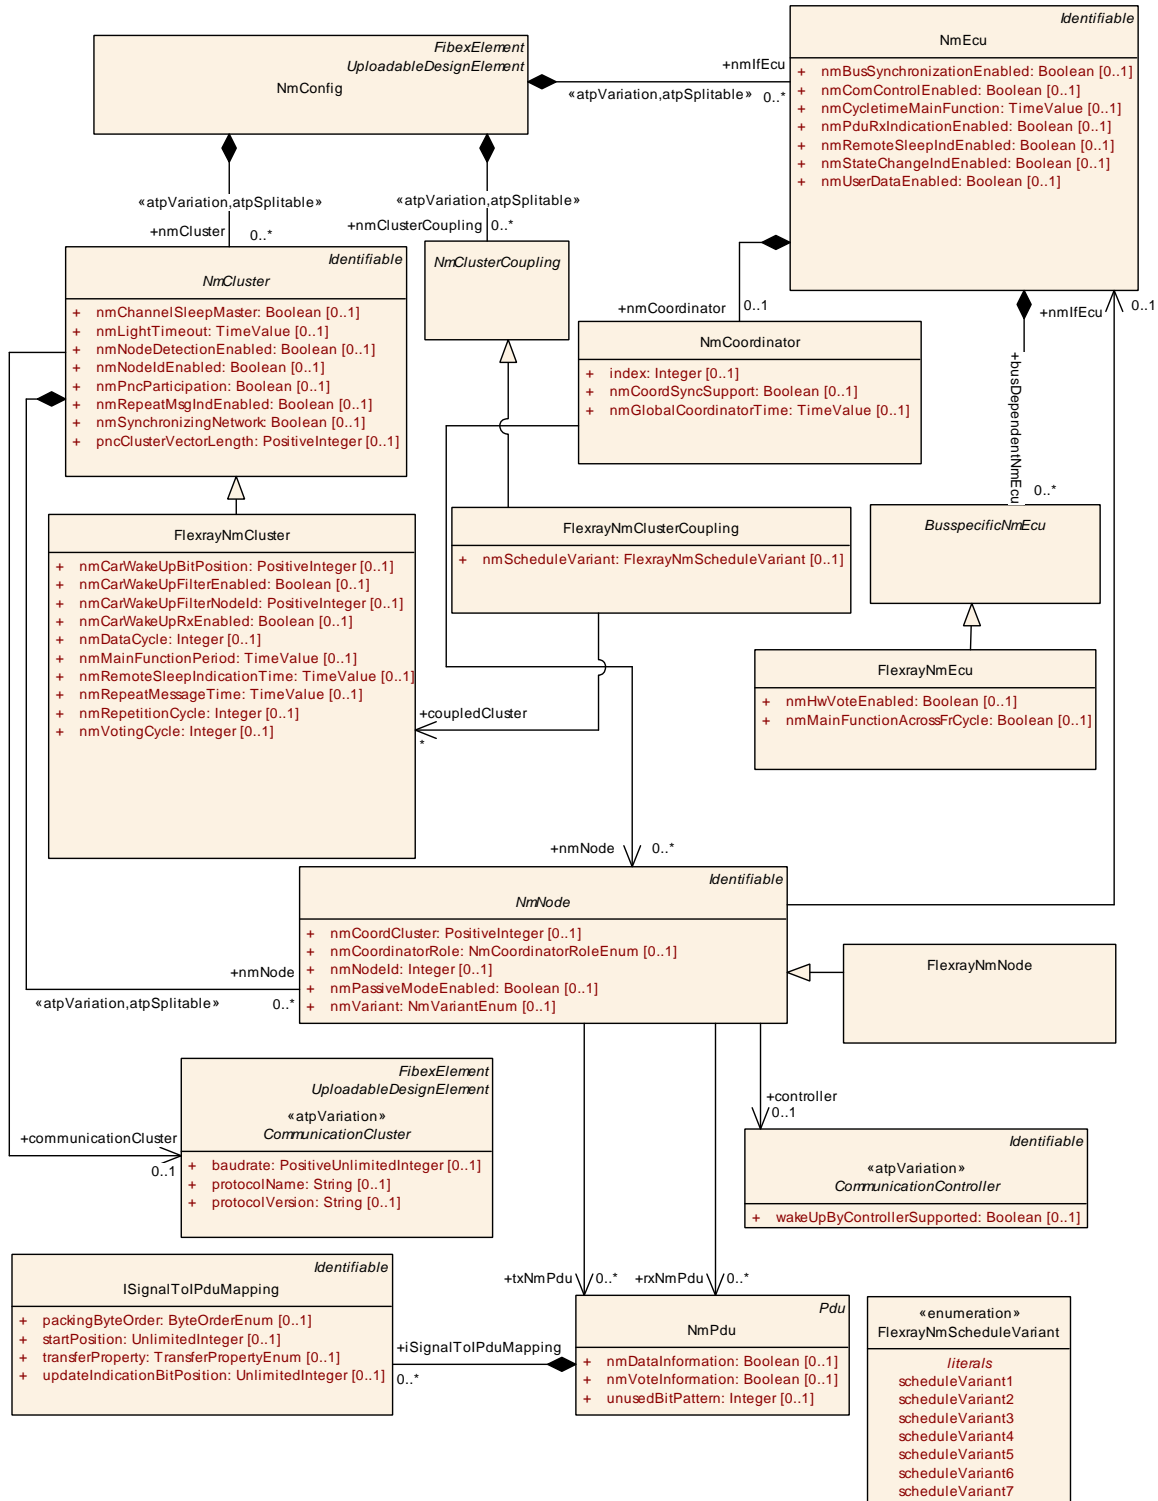 FibexElement
UploadableDesignElement
NmConfig
Identifiable
NmEcu
+ nmBusSynchronizationEnabled: Boolean [0..1]
+ nmComControlEnabled: Boolean [0..1]
+ nmCycletimeMainFunction: TimeValue [0..1]
+ nmPduRxIndicationEnabled: Boolean [0..1]
+ nmRemoteSleepIndEnabled: Boolean [0..1]
+ nmStateChangeIndEnabled: Boolean [0..1]
+ nmUserDataEnabled: Boolean [0..1]
+nmIfEcu
«atpVariation,atpSplitable» 0..*
«atpVariation,atpSplitable»
+nmCluster 0..*
«atpVariation,atpSplitable»
+nmClusterCoupling 0..*
Identifiable
NmCluster
+ nmChannelSleepMaster: Boolean [0..1]
+ nmLightTimeout: TimeValue [0..1]
+ nmNodeDetectionEnabled: Boolean [0..1]
+ nmNodeIdEnabled: Boolean [0..1]
+ nmPncParticipation: Boolean [0..1]
+ nmRepeatMsgIndEnabled: Boolean [0..1]
+ nmSynchronizingNetwork: Boolean [0..1]
+ pncClusterVectorLength: PositiveInteger [0..1]
NmClusterCoupling
+nmCoordinator 0..1
NmCoordinator
+ index: Integer [0..1]
+ nmCoordSyncSupport: Boolean [0..1]
+ nmGlobalCoordinatorTime: TimeValue [0..1]
+nmIfEcu 0..1
+busDependentNmEcu
0..*
BusspecificNmEcu
FlexrayNmCluster
+ nmCarWakeUpBitPosition: PositiveInteger [0..1]
+ nmCarWakeUpFilterEnabled: Boolean [0..1]
+ nmCarWakeUpFilterNodeId: PositiveInteger [0..1]
+ nmCarWakeUpRxEnabled: Boolean [0..1]
+ nmDataCycle: Integer [0..1]
+ nmMainFunctionPeriod: TimeValue [0..1]
+ nmRemoteSleepIndicationTime: TimeValue [0..1]
+ nmRepeatMessageTime: TimeValue [0..1]
+ nmRepetitionCycle: Integer [0..1]
+ nmVotingCycle: Integer [0..1]
FlexrayNmClusterCoupling
+ nmScheduleVariant: FlexrayNmScheduleVariant [0..1]
FlexrayNmEcu
+ nmHwVoteEnabled: Boolean [0..1]
+ nmMainFunctionAcrossFrCycle: Boolean [0..1]
+coupledCluster
*
+nmNode 0..*
Identifiable
NmNode
+ nmCoordCluster: PositiveInteger [0..1]
+ nmCoordinatorRole: NmCoordinatorRoleEnum [0..1]
+ nmNodeId: Integer [0..1]
+ nmPassiveModeEnabled: Boolean [0..1]
+ nmVariant: NmVariantEnum [0..1]
FlexrayNmNode
+nmNode
«atpVariation,atpSplitable» 0..*
FibexElement
UploadableDesignElement
«atpVariation»
CommunicationCluster
+ baudrate: PositiveUnlimitedInteger [0..1]
+ protocolName: String [0..1]
+ protocolVersion: String [0..1]
+communicationCluster
0..1
+controller
0..1
Identifiable
«atpVariation»
CommunicationController
+ wakeUpByControllerSupported: Boolean [0..1]
Identifiable
ISignalToIPduMapping
+ packingByteOrder: ByteOrderEnum [0..1]
+ startPosition: UnlimitedInteger [0..1]
+ transferProperty: TransferPropertyEnum [0..1]
+ updateIndicationBitPosition: UnlimitedInteger [0..1]
+iSignalToIPduMapping
0..*
+txNmPdu 0..* +rxNmPdu 0..*
Pdu
NmPdu
+ nmDataInformation: Boolean [0..1]
+ nmVoteInformation: Boolean [0..1]
+ unusedBitPattern: Integer [0..1]
«enumeration»
FlexrayNmScheduleVariant
literals
scheduleVariant1
scheduleVariant2
scheduleVariant3
scheduleVariant4
scheduleVariant5
scheduleVariant6
scheduleVariant7